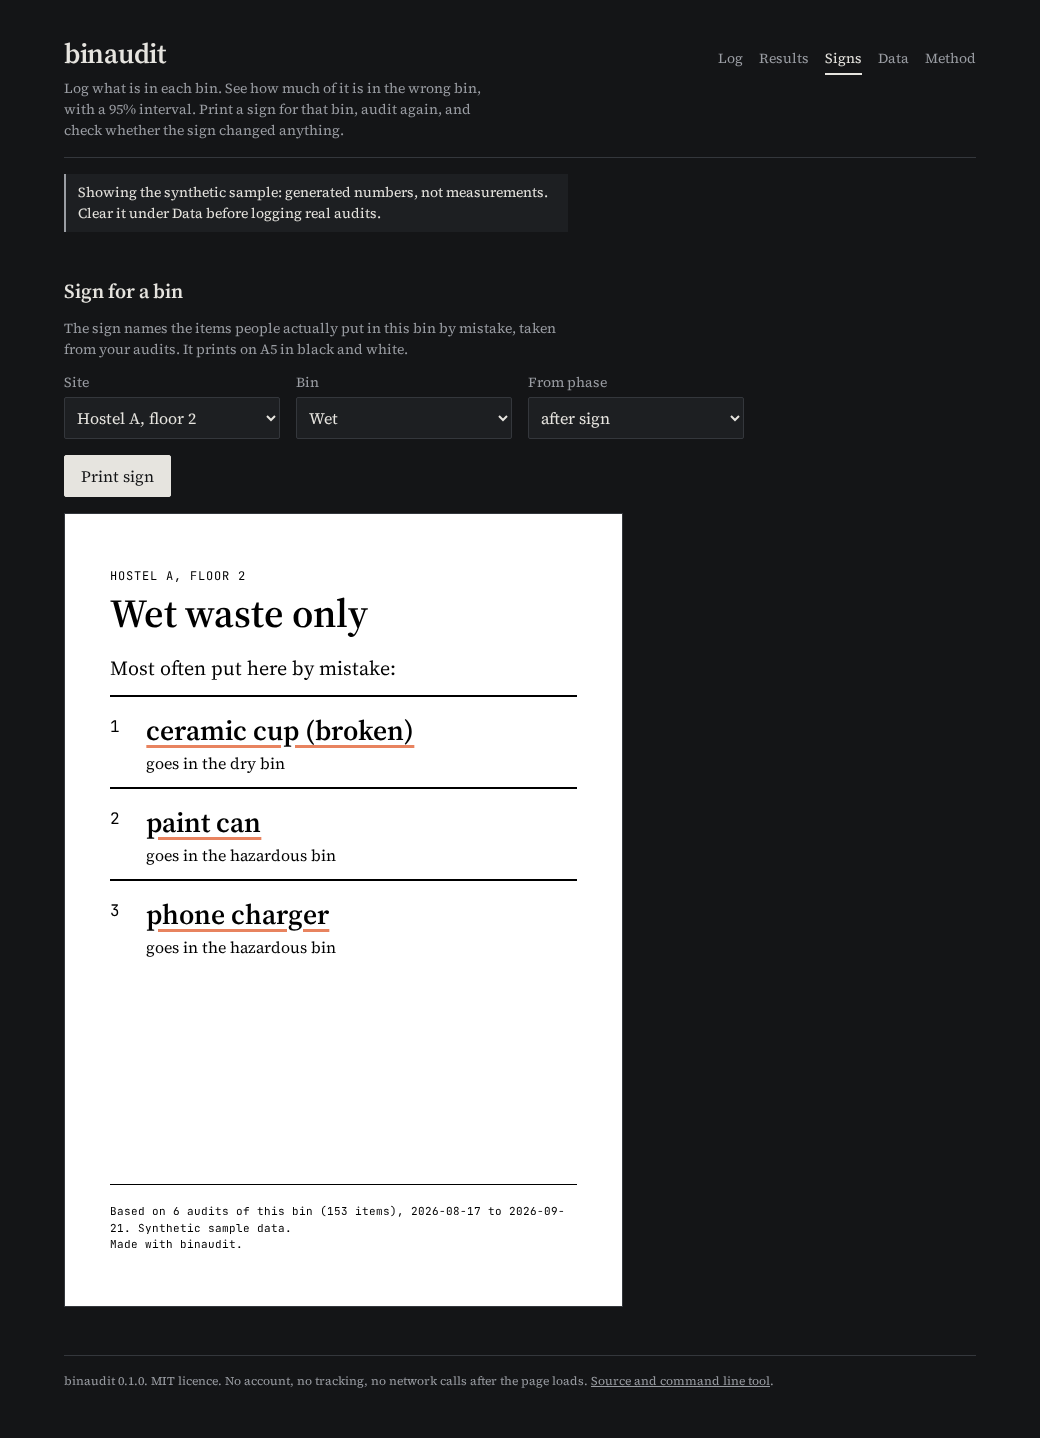 binaudit
Log Results Signs Data Method
Log what is in each bin. See how much of it is in the wrong bin,
with a 95% interval. Print a sign for that bin, audit again, and
check whether the sign changed anything.
Showing the synthetic sample: generated numbers, not measurements.
Clear it under Data before logging real audits.
Sign for a bin
The sign names the items people actually put in this bin by mistake, taken
from your audits. It prints on A5 in black and white.
Site Bin From phase
Hostel A, floor 2 Wet after sign
Print sign
HOSTEL A, FLOOR 2
Wet waste only
Most often put here by mistake:
1 ceramic cup (broken)
goes in the dry bin
2 paint can
goes in the hazardous bin
3 phone charger
goes in the hazardous bin
Based on 6 audits of this bin (153 items), 2026-08-17 to 2026-09-
21. Synthetic sample data.
Made with binaudit.
binaudit 0.1.0. MIT licence. No account, no tracking, no network calls after the page loads. Source and command line tool.